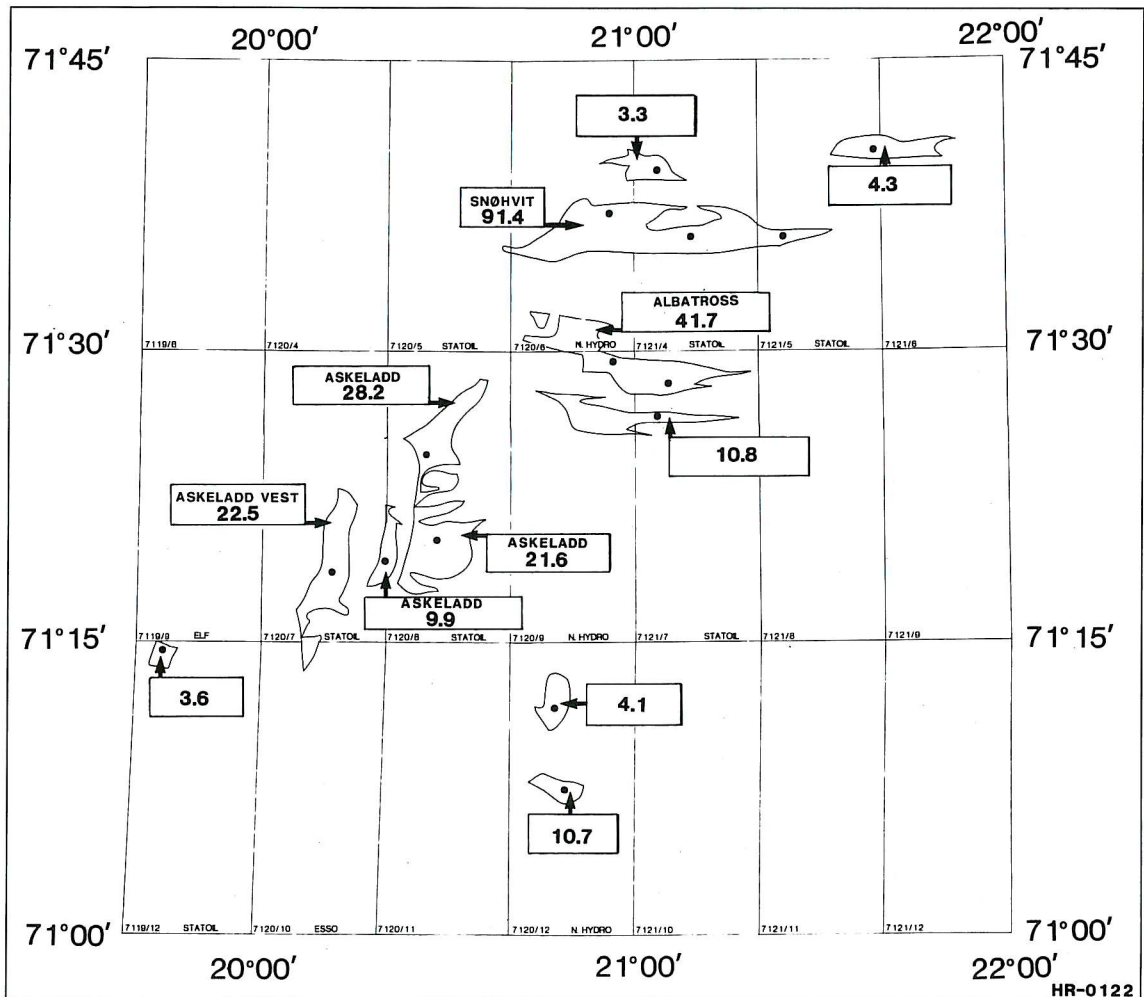 20°00′ 21°00′ 22°00′
71°45′ 71°45′
3.3
4.3
SNØHVIT
91.4
ALBATROSS
41.7
71°30′ 71°30′
7119/6 7120/4 7120/5 STATOIL 7120/6 N. HYDRO 7121/4 STATOIL 7121/5 STATOIL 7121/6
ASKELADD
28.2
10.8
ASKELADD VEST
22.5
ASKELADD
21.6
ASKELADD
9.9
71°15′ 71°15′
7119/9 ELF 7120/7 STATOIL 7120/8 STATOIL 7120/9 N. HYDRO 7121/7 STATOIL 7121/8 7121/9
3.6
4.1
10.7
71°00′ 71°00′
7119/12 STATOIL 7120/10 ESSO 7120/11 7120/12 N. HYDRO 7121/10 7121/11 7121/12
20°00′ 21°00′ 22°00′
HR-0122